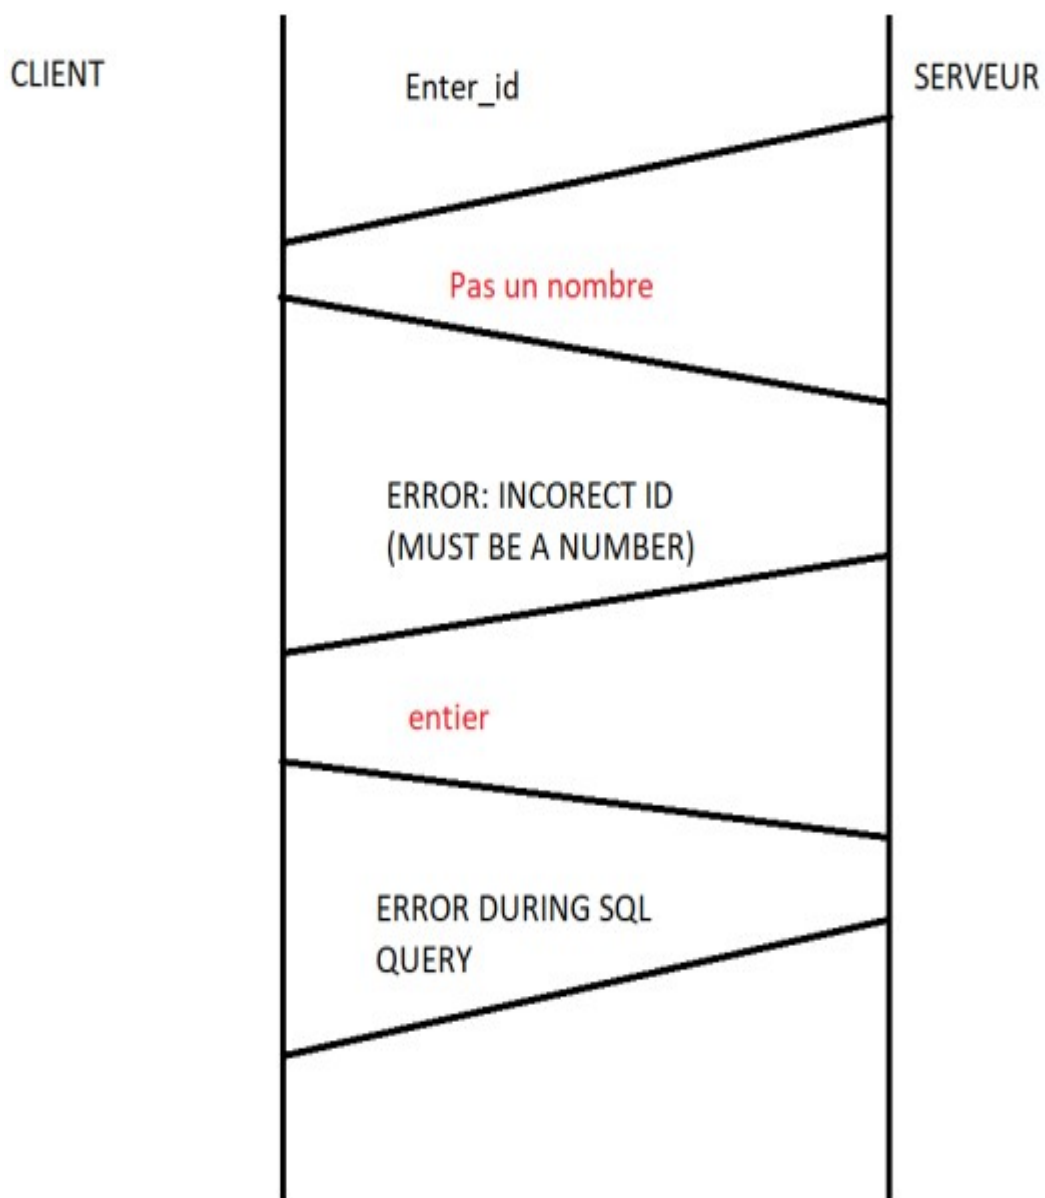 CLIENT
SERVEUR
Enter_id
Pas un nombre
ERROR: INCORECT ID
(MUST BE A NUMBER)
entier
ERROR DURING SQL
QUERY